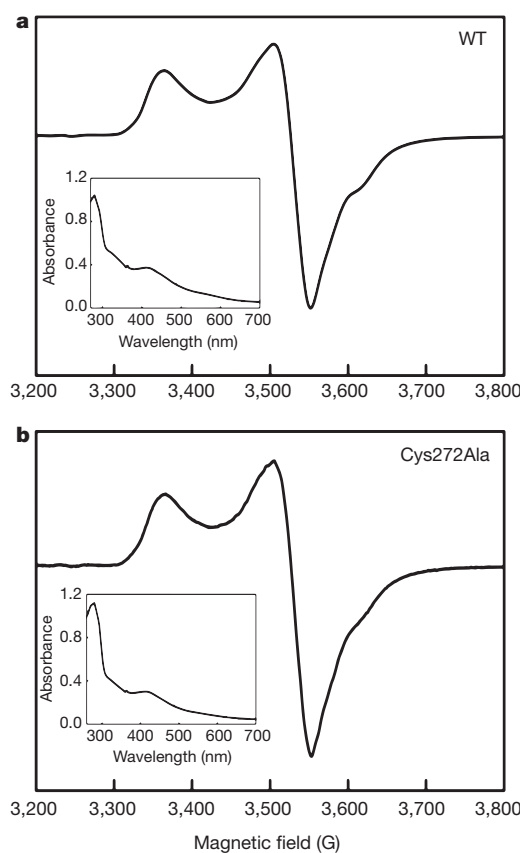 a
WT
1.2
0.8
0.4
0.0
Absorbance
300 400 500 600 700
Wavelength (nm)
3,200 3,300 3,400 3,500 3,600 3,700 3,800
b
Cys272Ala
1.2
0.8
0.4
0.0
Absorbance
300 400 500 600 700
Wavelength (nm)
3,200 3,300 3,400 3,500 3,600 3,700 3,800
Magnetic field (G)